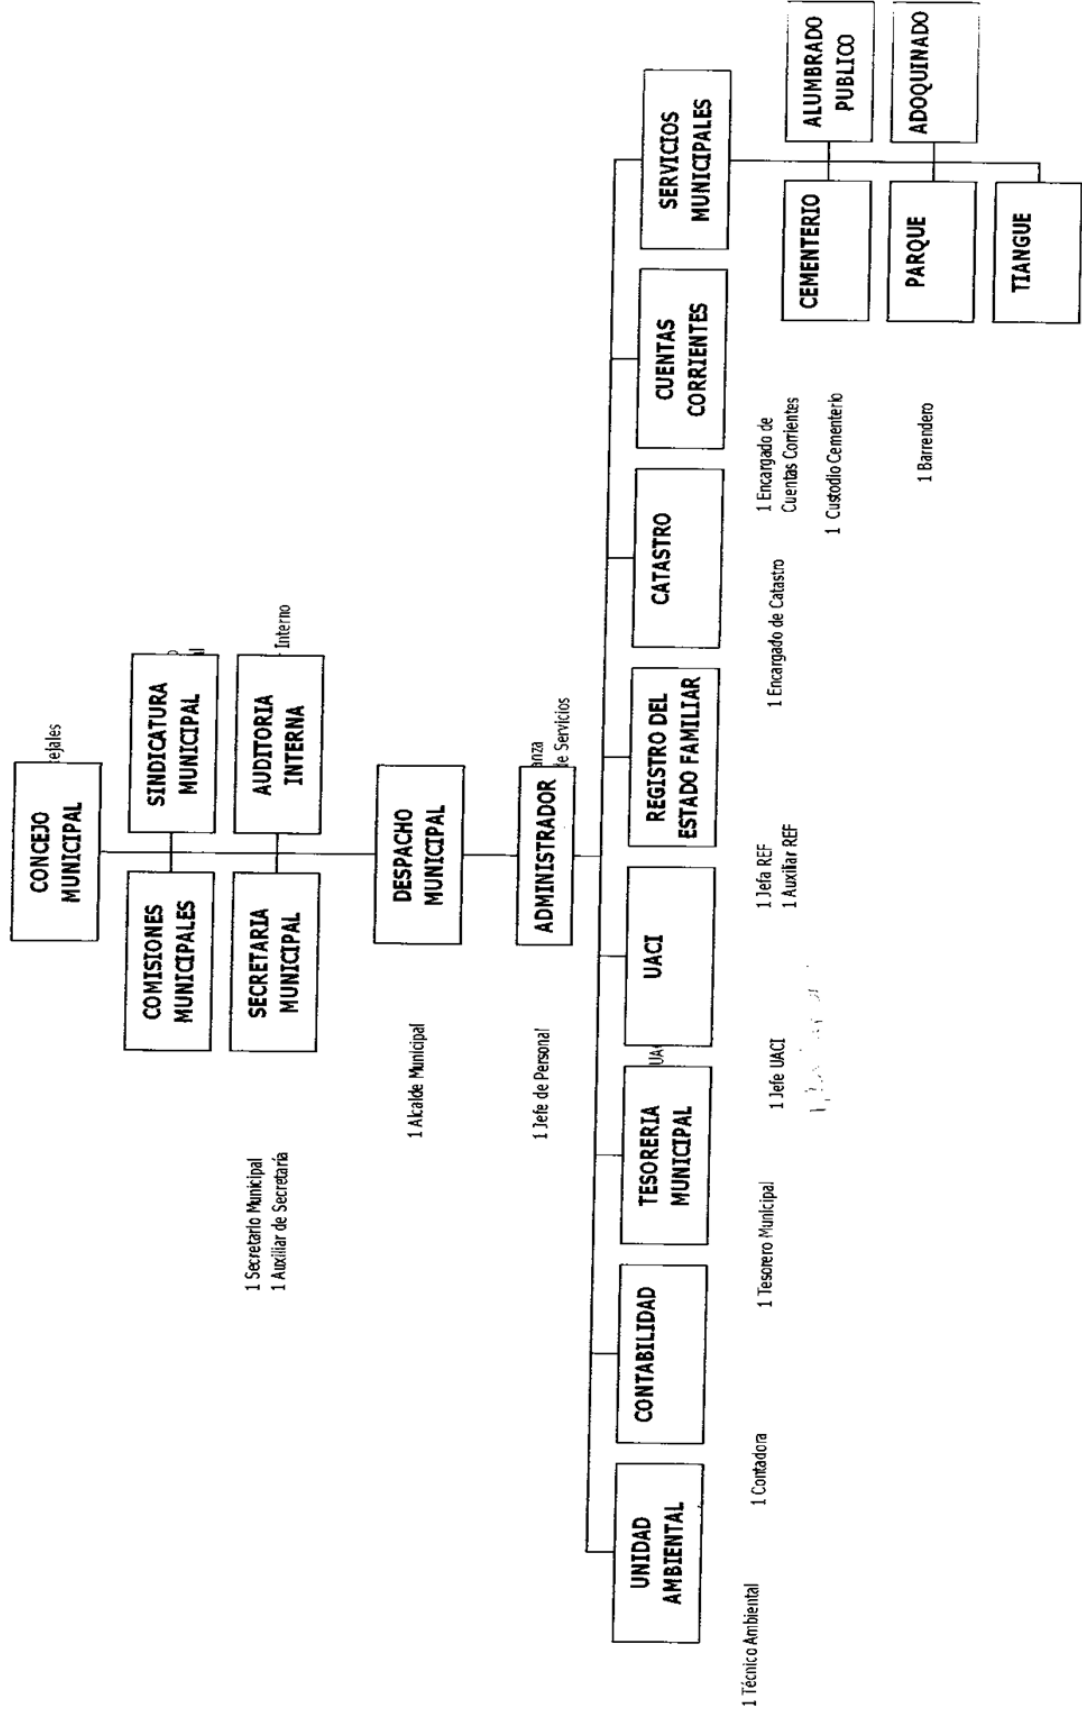 CONCEJO
MUNICIPAL
ejales
COMISIONES
MUNICIPALES
SINDICATURA
MUNICIPAL
SECRETARIA
MUNICIPAL
AUDITORIA
INTERNA
Interno
1 Secretario Municipal
1 Auxiliar de Secretaría
DESPACHO
MUNICIPAL
1 Alcalde Municipal
ADMINISTRADOR
anza
de Servicios
1 Jefe de Personal
UNIDAD
AMBIENTAL
CONTABILIDAD
TESORERIA
MUNICIPAL
UA
UACI
REGISTRO DEL
ESTADO FAMILIAR
CATASTRO
CUENTAS
CORRIENTES
SERVICIOS
MUNICIPALES
1 Técnico Ambiental
1 Contadora
1 Tesorero Municipal
1 Jefe UACI
1 Jefa REF
1 Auxiliar REF
1 Encargado de Catastro
1 Encargado de
Cuentas Corrientes
1 Custodio Cementerio
1 Barrendero
CEMENTERIO
ALUMBRADO
PUBLICO
PARQUE
ADOQUINADO
TIANGUE